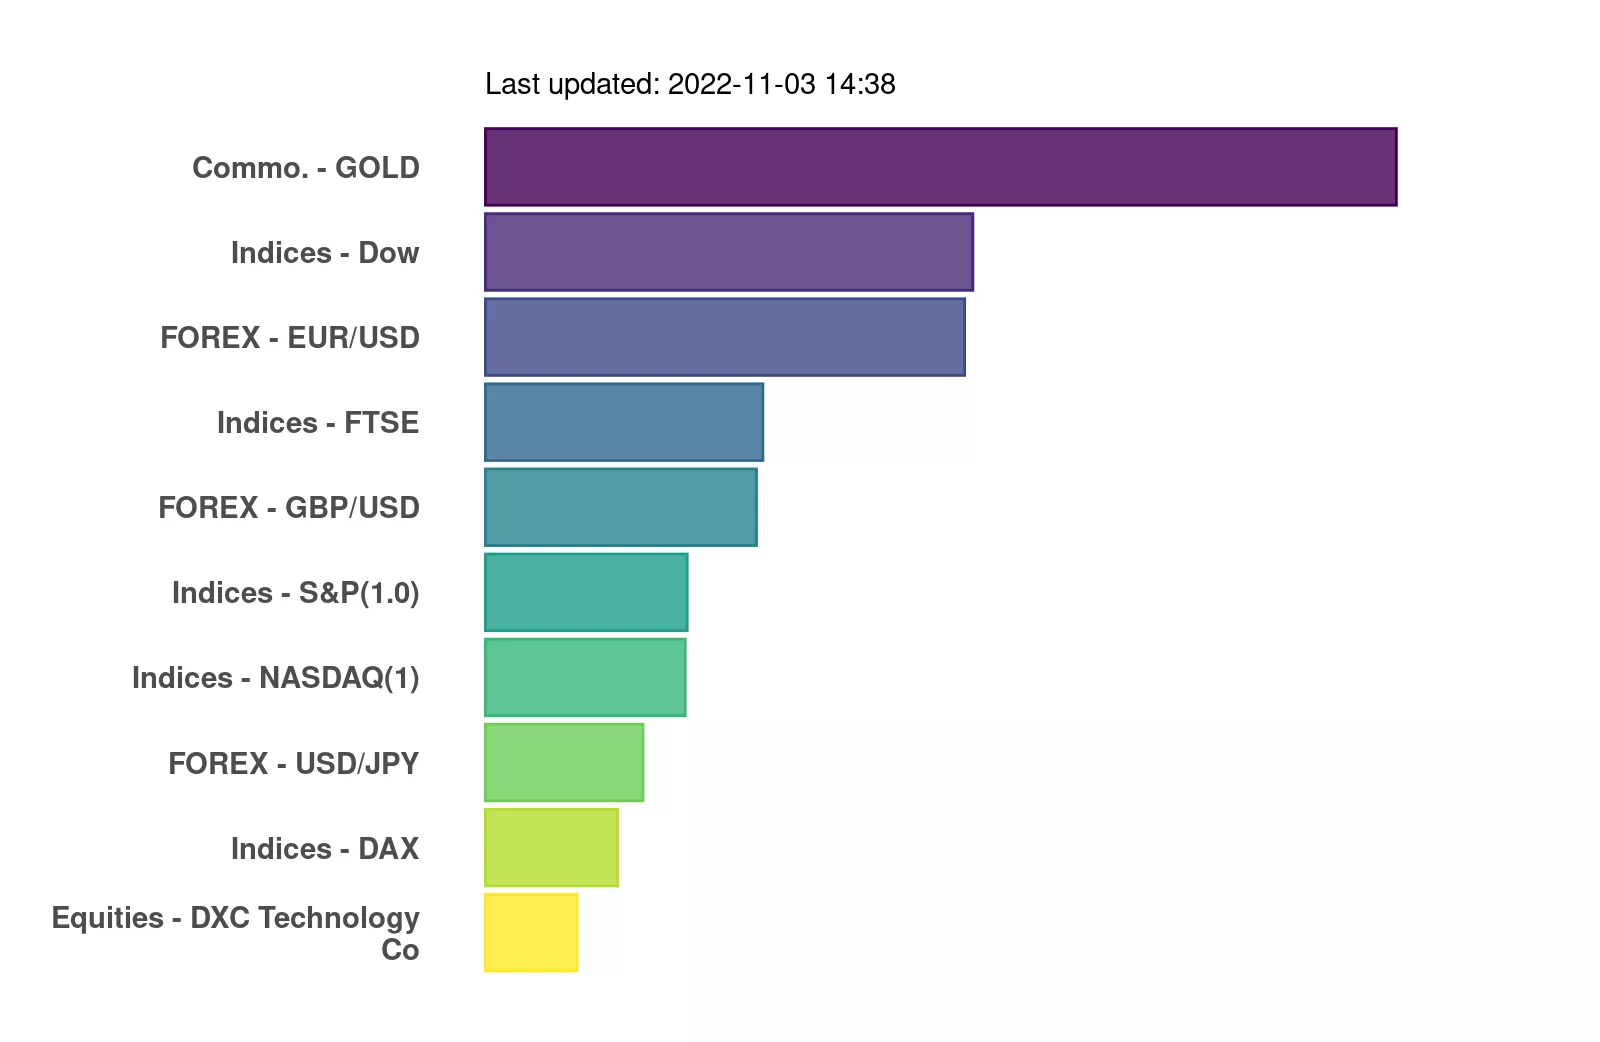 Last updated: 2022-11-03 14:38
Commo. - GOLD
Indices - Dow
FOREX - EUR/USD
Indices - FTSE
FOREX - GBP/USD
Indices - S&P(1.0)
Indices - NASDAQ(1)
FOREX - USD/JPY
Indices - DAX
Equities - DXC Technology
Co